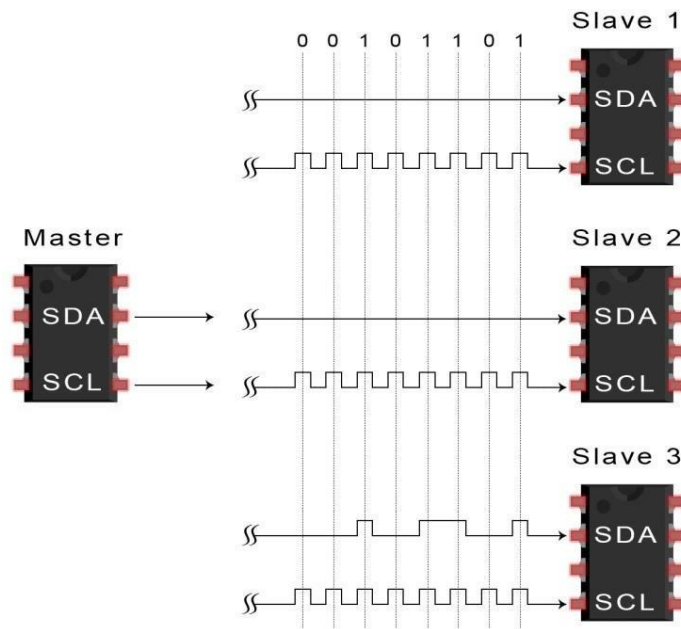 Slave 1
0 0 1 0 1 1 0 1
SDA
SCL
Master
SDA
SCL
Slave 2
SDA
SCL
Slave 3
SDA
SCL